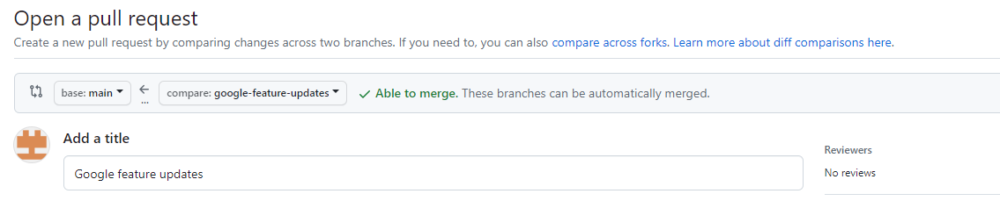 Open a pull request
Create a new pull request by comparing changes across two branches. If you need to, you can also compare across forks. Learn more about diff comparisons here.
base: main ← compare: google-feature-updates ✓ Able to merge. These branches can be automatically merged.
...
Add a title
Reviewers
Google feature updates
No reviews